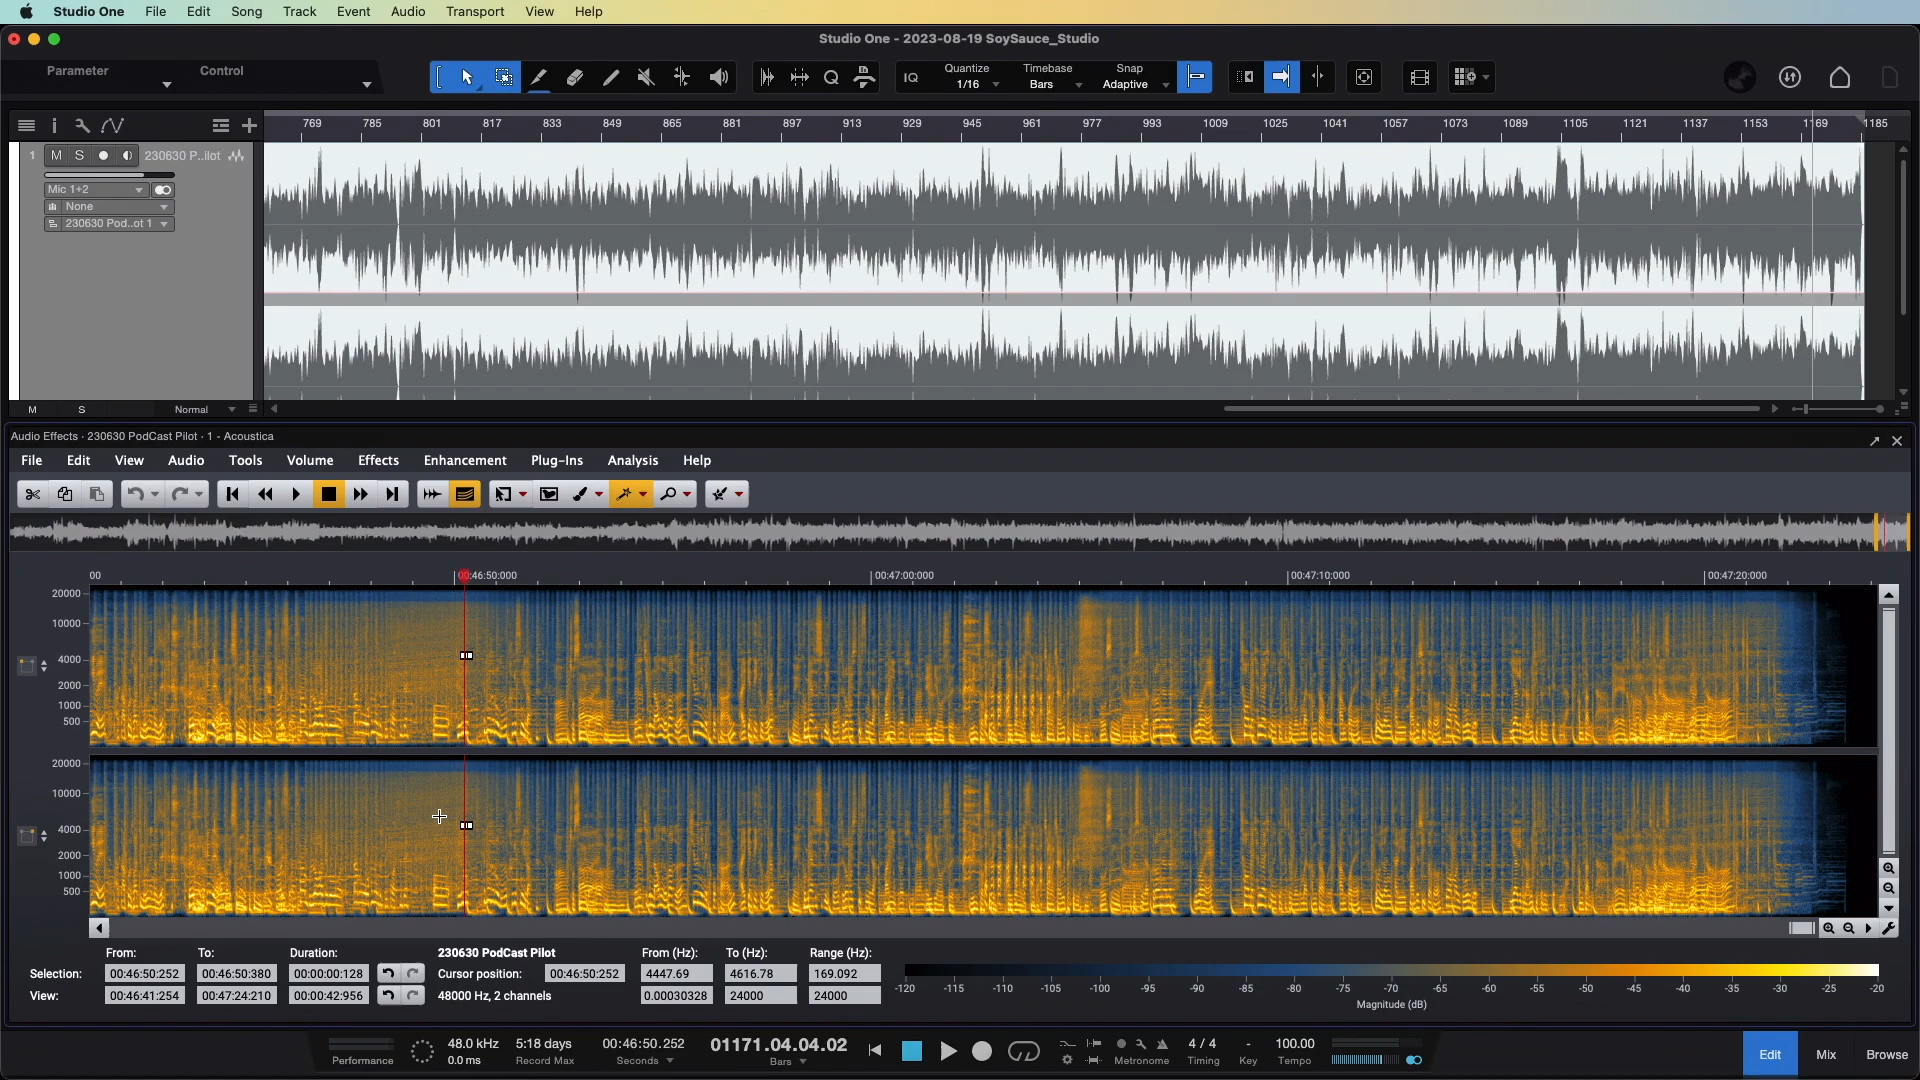 Studio One File Edit Song Track Event Audio Transport View Help
Studio One - 2023-08-19 SoySauce_Studio
Parameter Control
IQ Quantize 1/16 Timebase Bars Snap Adaptive
769 785 801 817 833 849 865 881 897 913 929 945 961 977 993 1009 1025 1041 1057 1073 1089 1105 1121 1137 1153 1169 1185
1 M S 230630 P..ilot
Mic 1+2
None
230630 Pod..ot 1
M S Normal
Audio Effects · 230630 PodCast Pilot · 1 - Acoustica
File Edit View Audio Tools Volume Effects Enhancement Plug-Ins Analysis Help
00 00:46:50:000 00:47:00:000 00:47:10:000 00:47:20:000
20000
10000
4000
2000
1000
500
20000
10000
4000
2000
1000
500
From: To: Duration: 230630 PodCast Pilot From (Hz): To (Hz): Range (Hz):
Selection: 00:46:50:252 00:46:50:380 00:00:00:128 Cursor position: 00:46:50:252 4447.69 4616.78 169.092
View: 00:46:41:254 00:47:24:210 00:00:42:956 48000 Hz, 2 channels 0.00030328 24000 24000
-120 -115 -110 -105 -100 -95 -90 -85 -80 -75 -70 -65 -60 -55 -50 -45 -40 -35 -30 -25 -20
Magnitude (dB)
48.0 kHz 5:18 days 00:46:50.252 01171.04.04.02 4 / 4 - 100.00
Performance 0.0 ms Record Max Seconds Bars Metronome Timing Key Tempo
Edit Mix Browse